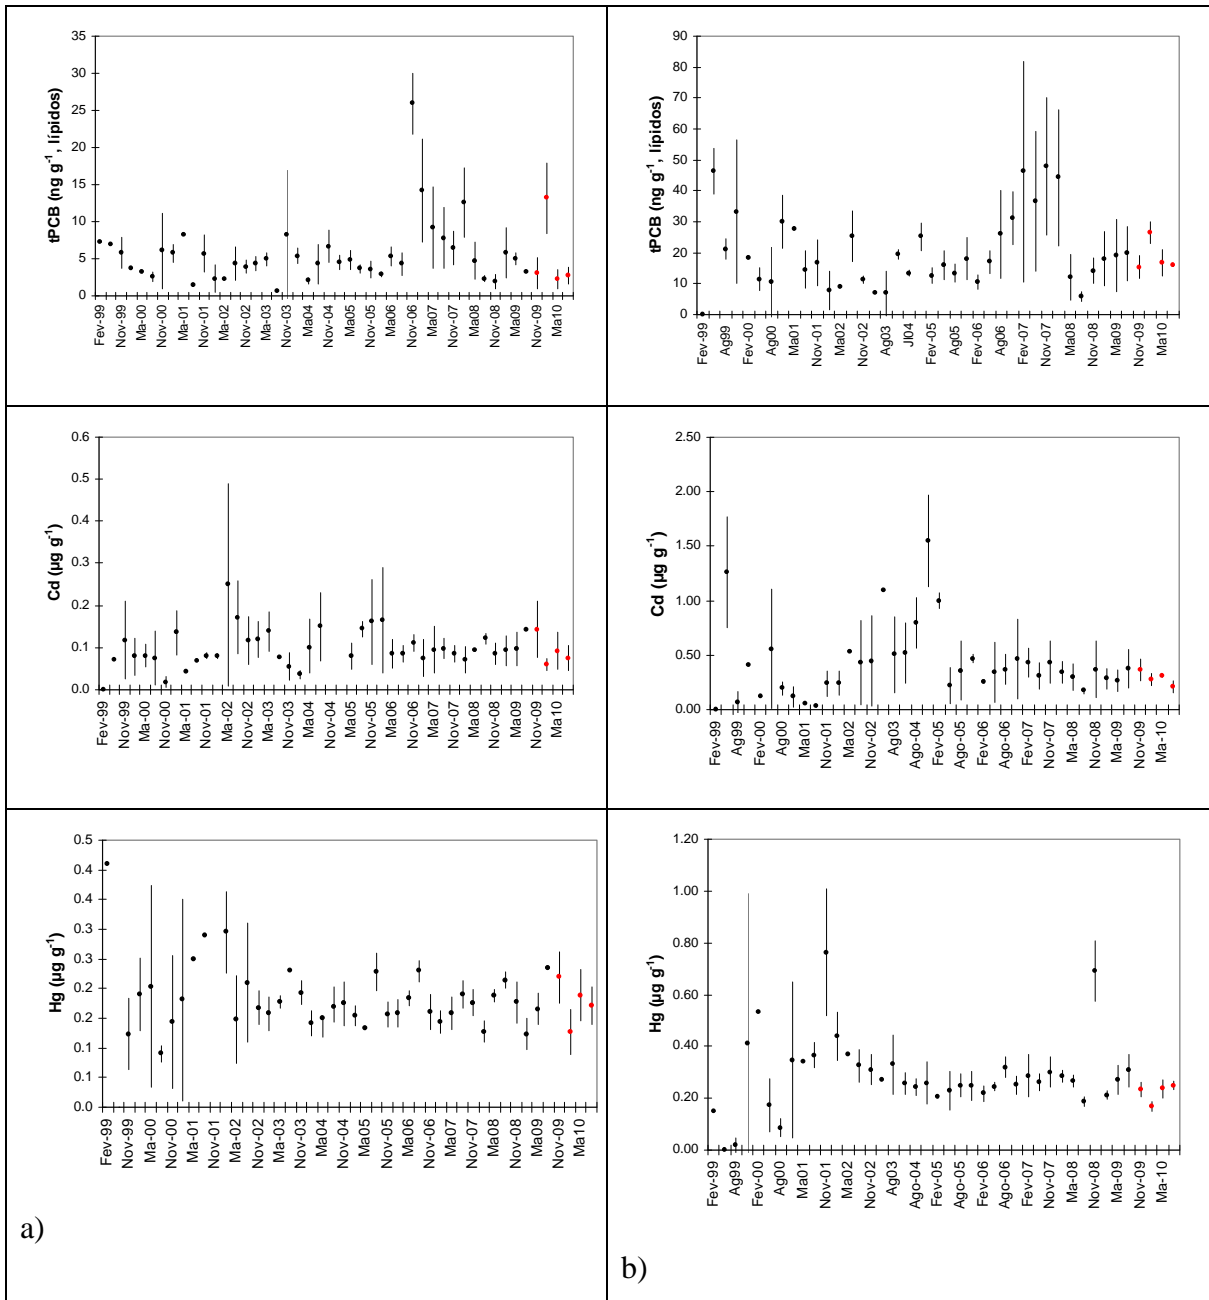 35
30
25
20
15
10
5
0
tPCB (ng g-1, lípidos)
Fev-99
Nov-99
Ma-00
Nov-00
Ma-01
Nov-01
Ma-02
Nov-02
Ma-03
Nov-03
Ma04
Nov-04
Ma05
Nov-05
Ma06
Nov-06
Ma07
Nov-07
Ma08
Nov-08
Ma09
Nov-09
Ma10
90
80
70
60
50
40
30
20
10
0
tPCB (ng g-1, lípidos)
Fev-99
Ag99
Fev-00
Ag00
Ma01
Nov-01
Ma02
Nov-02
Ag03
Jl04
Fev-05
Ag05
Fev-06
Ag06
Fev-07
Nov-07
Ma08
Nov-08
Ma09
Nov-09
Ma10
0.6
0.5
0.4
0.3
0.2
0.1
0.0
Cd (µg g-1)
Fev-99
Nov-99
Ma-00
Nov-00
Ma-01
Nov-01
Ma-02
Nov-02
Ma-03
Nov-03
Ma04
Nov-04
Ma05
Nov-05
Ma06
Nov-06
Ma07
Nov-07
Ma08
Nov-08
Ma09
Nov-09
Ma10
2.50
2.00
1.50
1.00
0.50
0.00
Cd (µg g-1)
Fev-99
Ag99
Fev-00
Ag00
Ma01
Nov-01
Ma02
Nov-02
Ag03
Ago-04
Fev-05
Ago-05
Fev-06
Ago-06
Fev-07
Nov-07
Ma-08
Nov-08
Ma-09
Nov-09
Ma-10
0.5
0.4
0.4
0.3
0.3
0.2
0.2
0.1
0.1
0.0
Hg (µg g-1)
Fev-99
Nov-99
Ma-00
Nov-00
Ma-01
Nov-01
Ma-02
Nov-02
Ma-03
Nov-03
Ma04
Nov-04
Ma05
Nov-05
Ma06
Nov-06
Ma07
Nov-07
Ma08
Nov-08
Ma09
Nov-09
Ma10
a)
1.20
1.00
0.80
0.60
0.40
0.20
0.00
Hg (µg g-1)
Fev-99
Ag99
Fev-00
Ag00
Ma01
Nov-01
Ma02
Nov-02
Ag03
Ago-04
Fev-05
Ago-05
Fev-06
Ago-06
Fev-07
Nov-07
Ma-08
Nov-08
Ma-09
Nov-09
Ma-10
b)